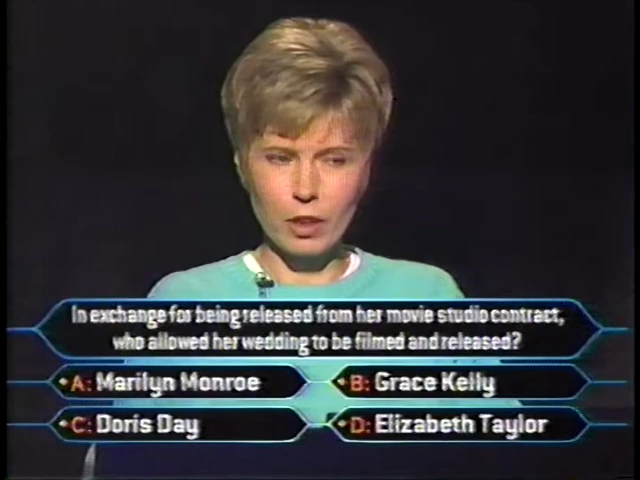 In exchange for being released from her movie studio contract,
who allowed her wedding to be filmed and released?
A: Marilyn Monroe
B: Grace Kelly
C: Doris Day
D: Elizabeth Taylor